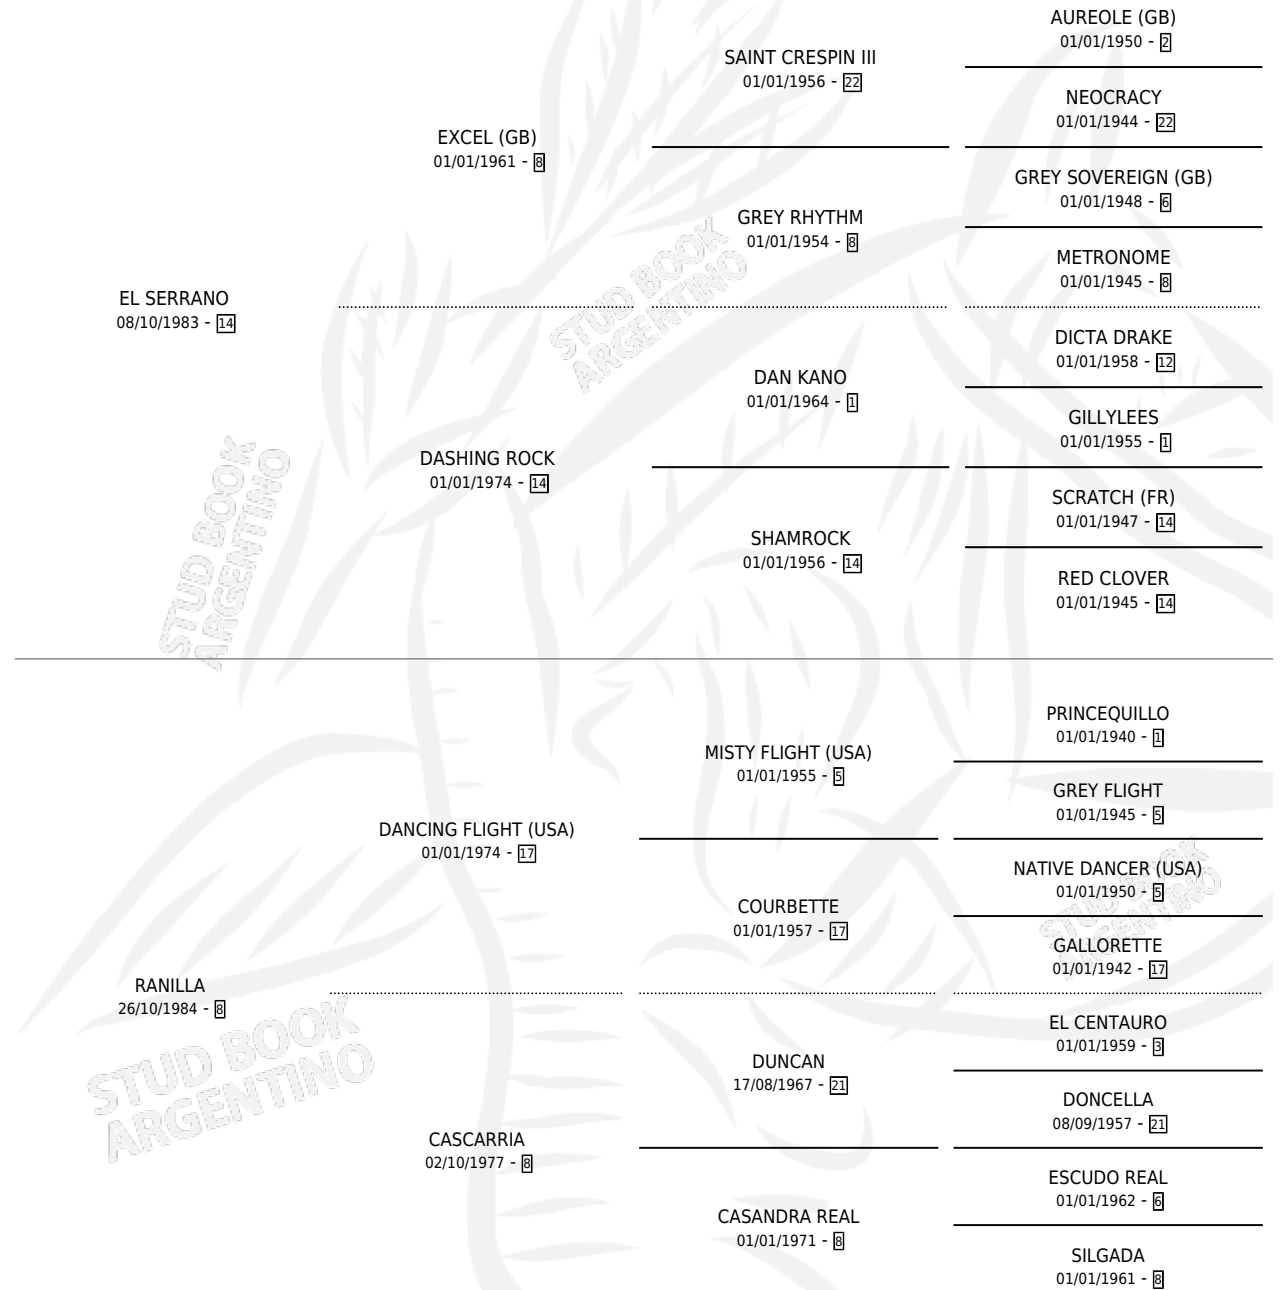 AUREOLE (GB)
01/01/1950 - 2
SAINT CRESPIN III
01/01/1956 - 22
NEOCRACY
01/01/1944 - 22
EXCEL (GB)
01/01/1961 - 8
GREY SOVEREIGN (GB)
01/01/1948 - 6
GREY RHYTHM
01/01/1954 - 8
METRONOME
01/01/1945 - 8
EL SERRANO
08/10/1983 - 14
DICTA DRAKE
01/01/1958 - 12
DAN KANO
01/01/1964 - 1
GILLYLEES
01/01/1955 - 1
DASHING ROCK
01/01/1974 - 14
SCRATCH (FR)
01/01/1947 - 14
SHAMROCK
01/01/1956 - 14
RED CLOVER
01/01/1945 - 14
PRINCEQUILLO
01/01/1940 - 1
MISTY FLIGHT (USA)
01/01/1955 - 5
GREY FLIGHT
01/01/1945 - 5
DANCING FLIGHT (USA)
01/01/1974 - 17
NATIVE DANCER (USA)
01/01/1950 - 5
COURBETTE
01/01/1957 - 17
GALLORETTE
01/01/1942 - 17
RANILLA
26/10/1984 - 8
EL CENTAURO
01/01/1959 - 3
DUNCAN
17/08/1967 - 21
DONCELLA
08/09/1957 - 21
CASCARRIA
02/10/1977 - 8
ESCUDO REAL
01/01/1962 - 6
CASANDRA REAL
01/01/1971 - 8
SILGADA
01/01/1961 - 8
STUD BOOK
ARGENTINO
STUD BOOK
ARGENTINO
STUD BOOK
ARGENTINO
STUD BOOK
ARGENTINO